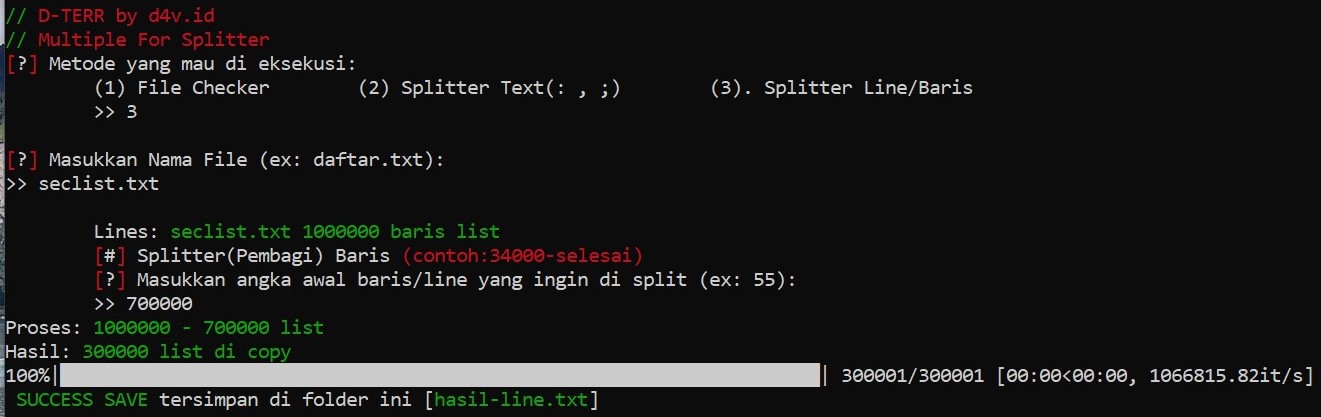 // D-TERR by d4v.id
// Multiple For Splitter
[?] Metode yang mau di eksekusi:
(1) File Checker (2) Splitter Text(: , ;) (3). Splitter Line/Baris
>> 3
[?] Masukkan Nama File (ex: daftar.txt):
>> seclist.txt
Lines: seclist.txt 1000000 baris list
[#] Splitter(Pembagi) Baris (contoh:34000-selesai)
[?] Masukkan angka awal baris/line yang ingin di split (ex: 55):
>> 700000
Proses: 1000000 - 700000 list
Hasil: 300000 list di copy
100%| | 300001/300001 [00:00<00:00, 1066815.82it/s]
SUCCESS SAVE tersimpan di folder ini [hasil-line.txt]